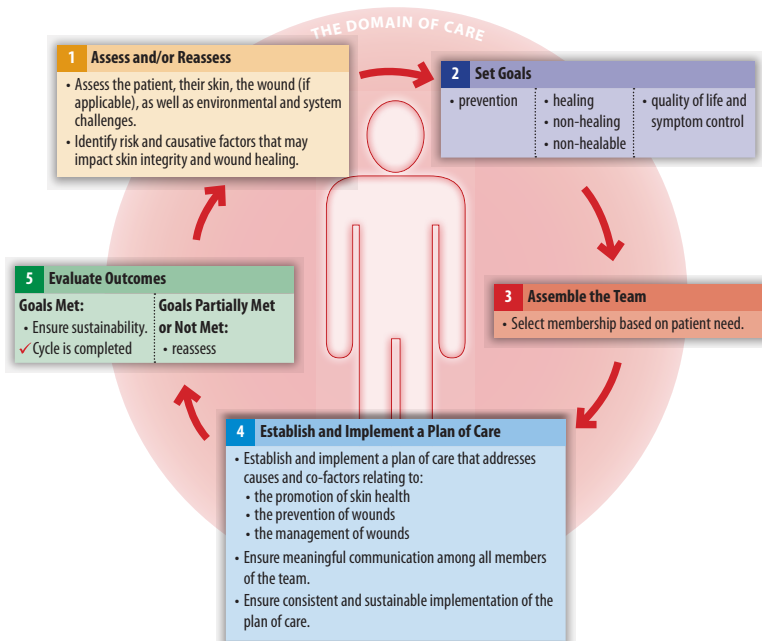 THE DOMAIN OF CARE
1 Assess and/or Reassess
• Assess the patient, their skin, the wound (if
applicable), as well as environmental and system
challenges.
• Identify risk and causative factors that may
impact skin integrity and wound healing.
2 Set Goals
• prevention
• healing
• non-healing
• non-healable
• quality of life and
symptom control
3 Assemble the Team
• Select membership based on patient need.
4 Establish and Implement a Plan of Care
• Establish and implement a plan of care that addresses
causes and co-factors relating to:
• the promotion of skin health
• the prevention of wounds
• the management of wounds
• Ensure meaningful communication among all members
of the team.
• Ensure consistent and sustainable implementation of the
plan of care.
5 Evaluate Outcomes
Goals Met:
• Ensure sustainability.
✓ Cycle is completed
Goals Partially Met
or Not Met:
• reassess